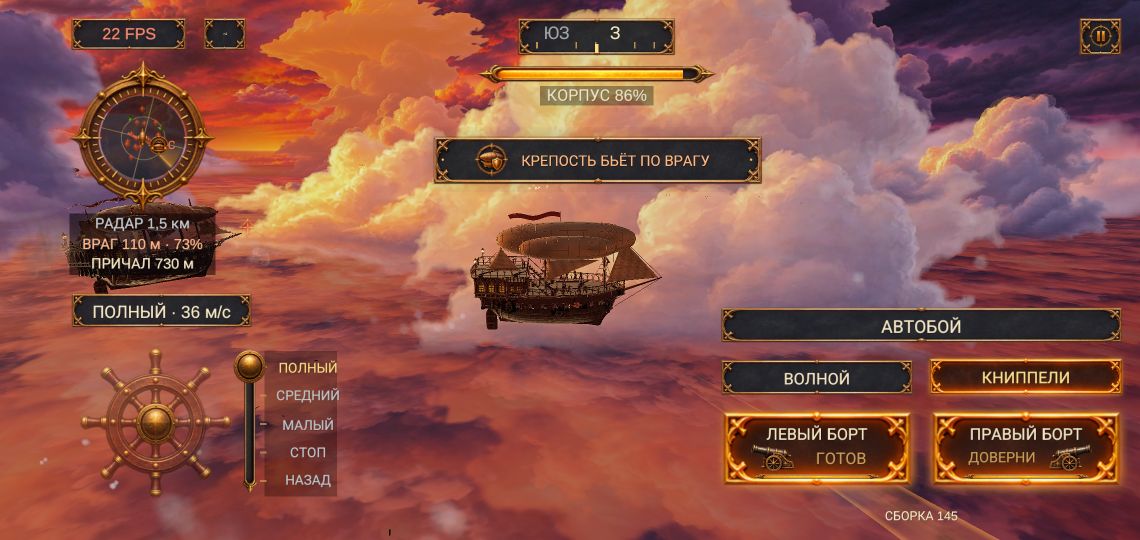 22 FPS
ЮЗ З
КОРПУС 86%
КРЕПОСТЬ БЬЁТ ПО ВРАГУ
С
РАДАР 1,5 км
ВРАГ 110 м · 73%
ПРИЧАЛ 730 м
ПОЛНЫЙ · 36 м/с
ПОЛНЫЙ
СРЕДНИЙ
МАЛЫЙ
СТОП
НАЗАД
АВТОБОЙ
ВОЛНОЙ
КНИППЕЛИ
ЛЕВЫЙ БОРТ
ГОТОВ
ПРАВЫЙ БОРТ
ДОВЕРНИ
СБОРКА 145